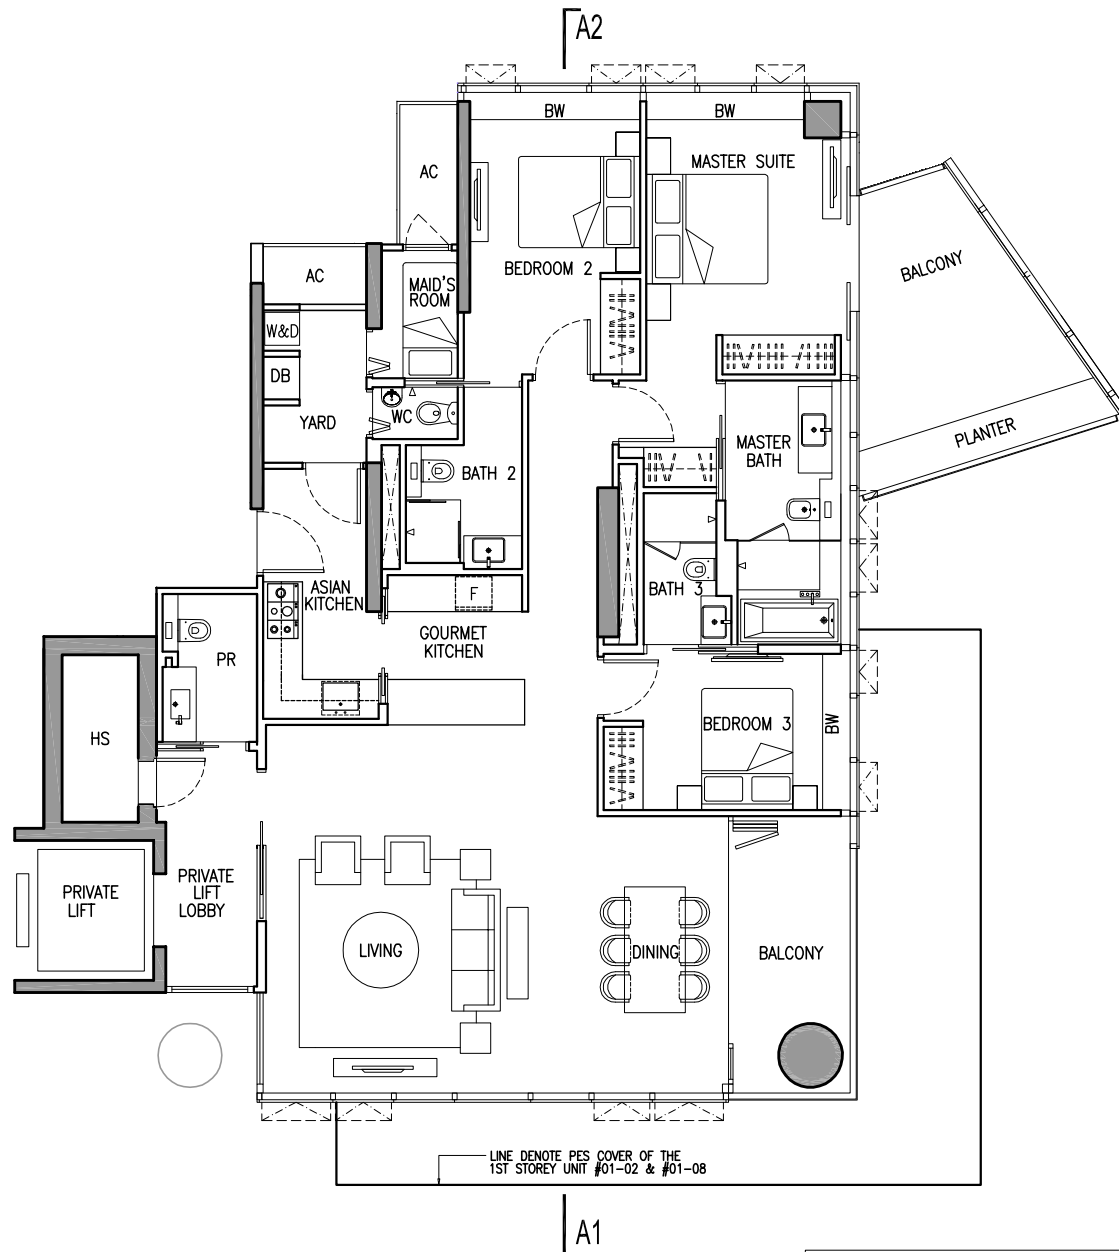 A2
BW
BW
MASTER SUITE
AC
BEDROOM 2
BALCONY
AC
MAID'S
ROOM
W&D
DB
YARD
WC
PLANTER
MASTER
BATH
BATH 2
ASIAN
KITCHEN
F
BATH 3
GOURMET
KITCHEN
PR
HS
BEDROOM 3
BW
PRIVATE
LIFT
PRIVATE
LIFT
LOBBY
LIVING
DINING
BALCONY
LINE DENOTE PES COVER OF THE
1ST STOREY UNIT #01-02 & #01-08
A1